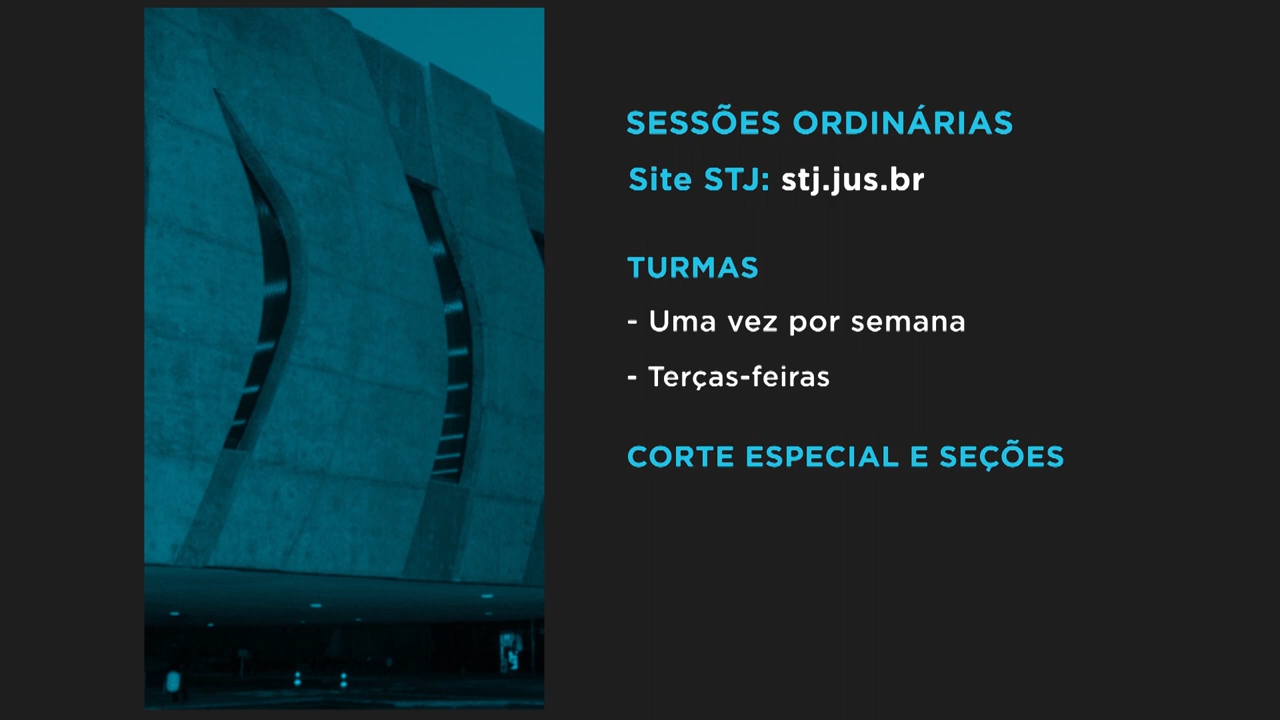 SESSÕES ORDINÁRIAS
Site STJ: stj.jus.br
TURMAS
- Uma vez por semana
- Terças-feiras
CORTE ESPECIAL E SEÇÕES